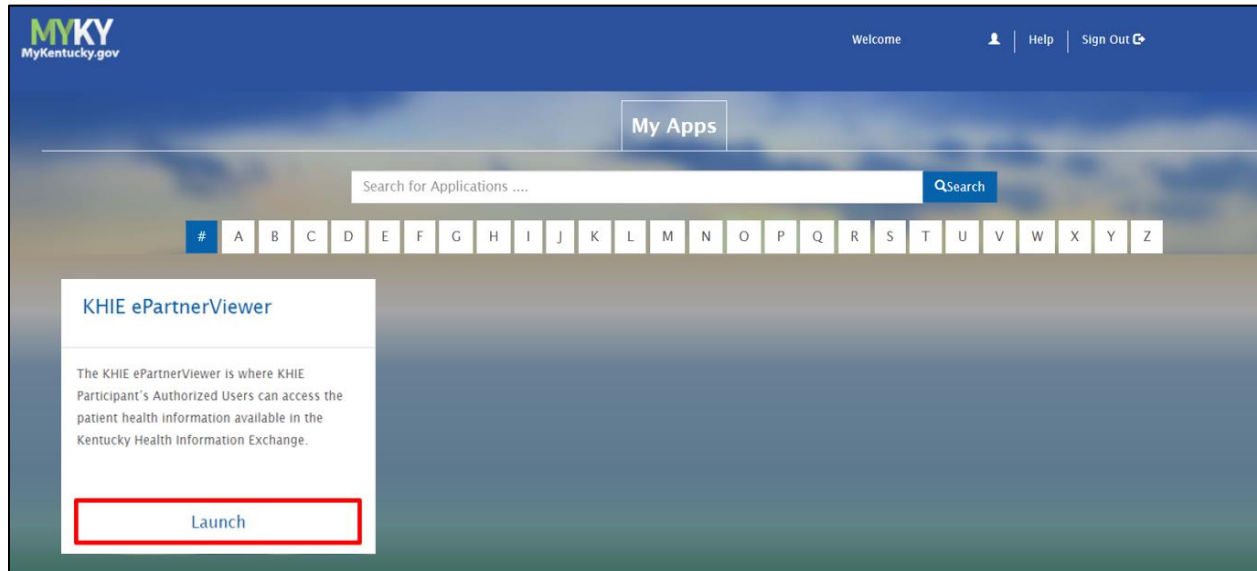 MYKY
MyKentucky.gov
Welcome Help Sign Out
My Apps
Search for Applications .... Search
# A B C D E F G H I J K L M N O P Q R S T U V W X Y Z
KHIE ePartnerViewer
The KHIE ePartnerViewer is where KHIE
Participant's Authorized Users can access the
patient health information available in the
Kentucky Health Information Exchange.
Launch